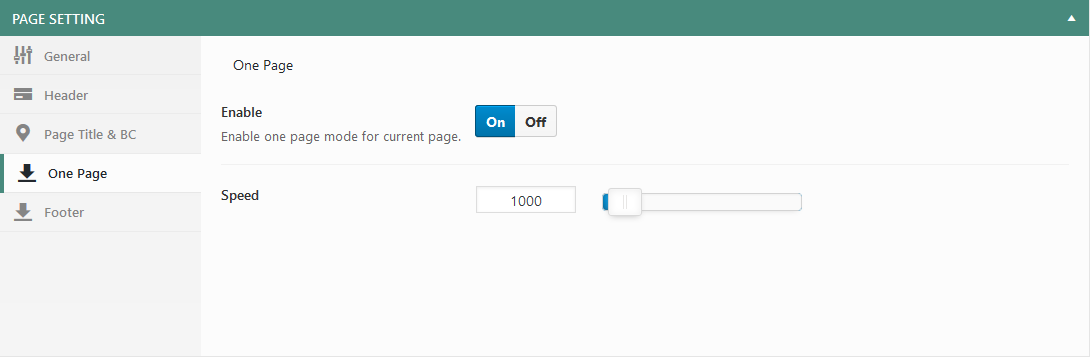 PAGE SETTING
General
Header
Page Title & BC
One Page
Footer
One Page
Enable
Enable one page mode for current page.
On Off
Speed
1000